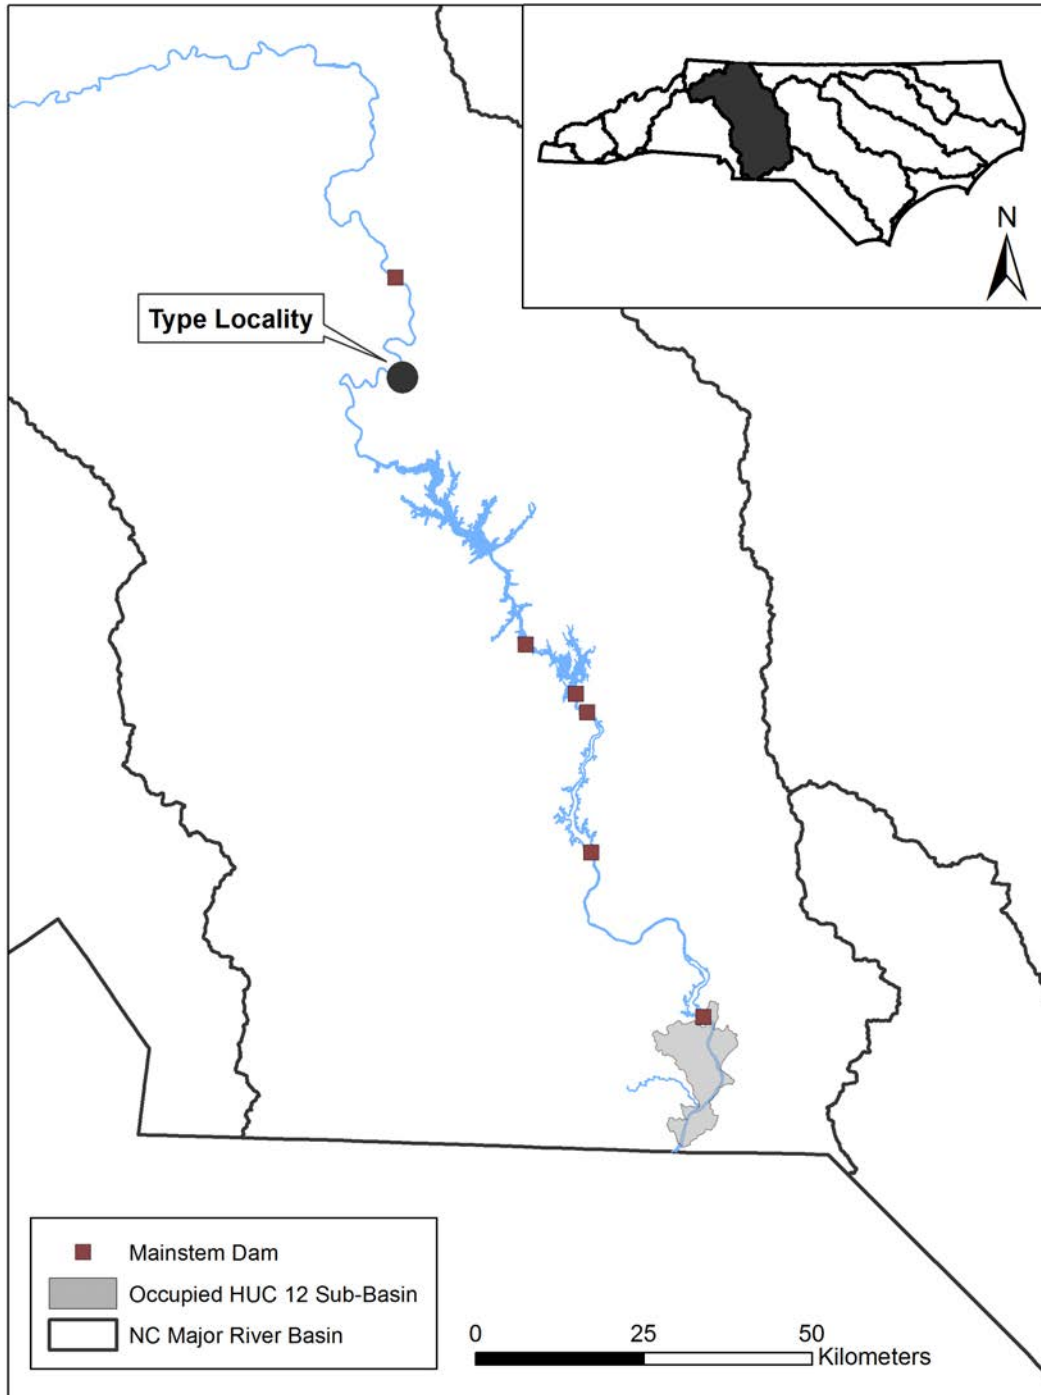 N
Type Locality
Mainstem Dam
Occupied HUC 12 Sub-Basin
NC Major River Basin
0 25 50
Kilometers